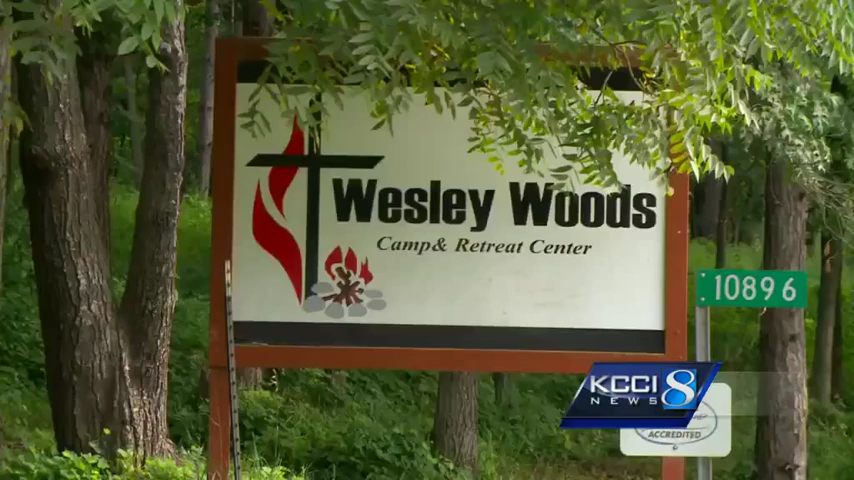 Wesley Woods
Camp& Retreat Center
10896
KCCI 8
NEWS
ACCREDITED